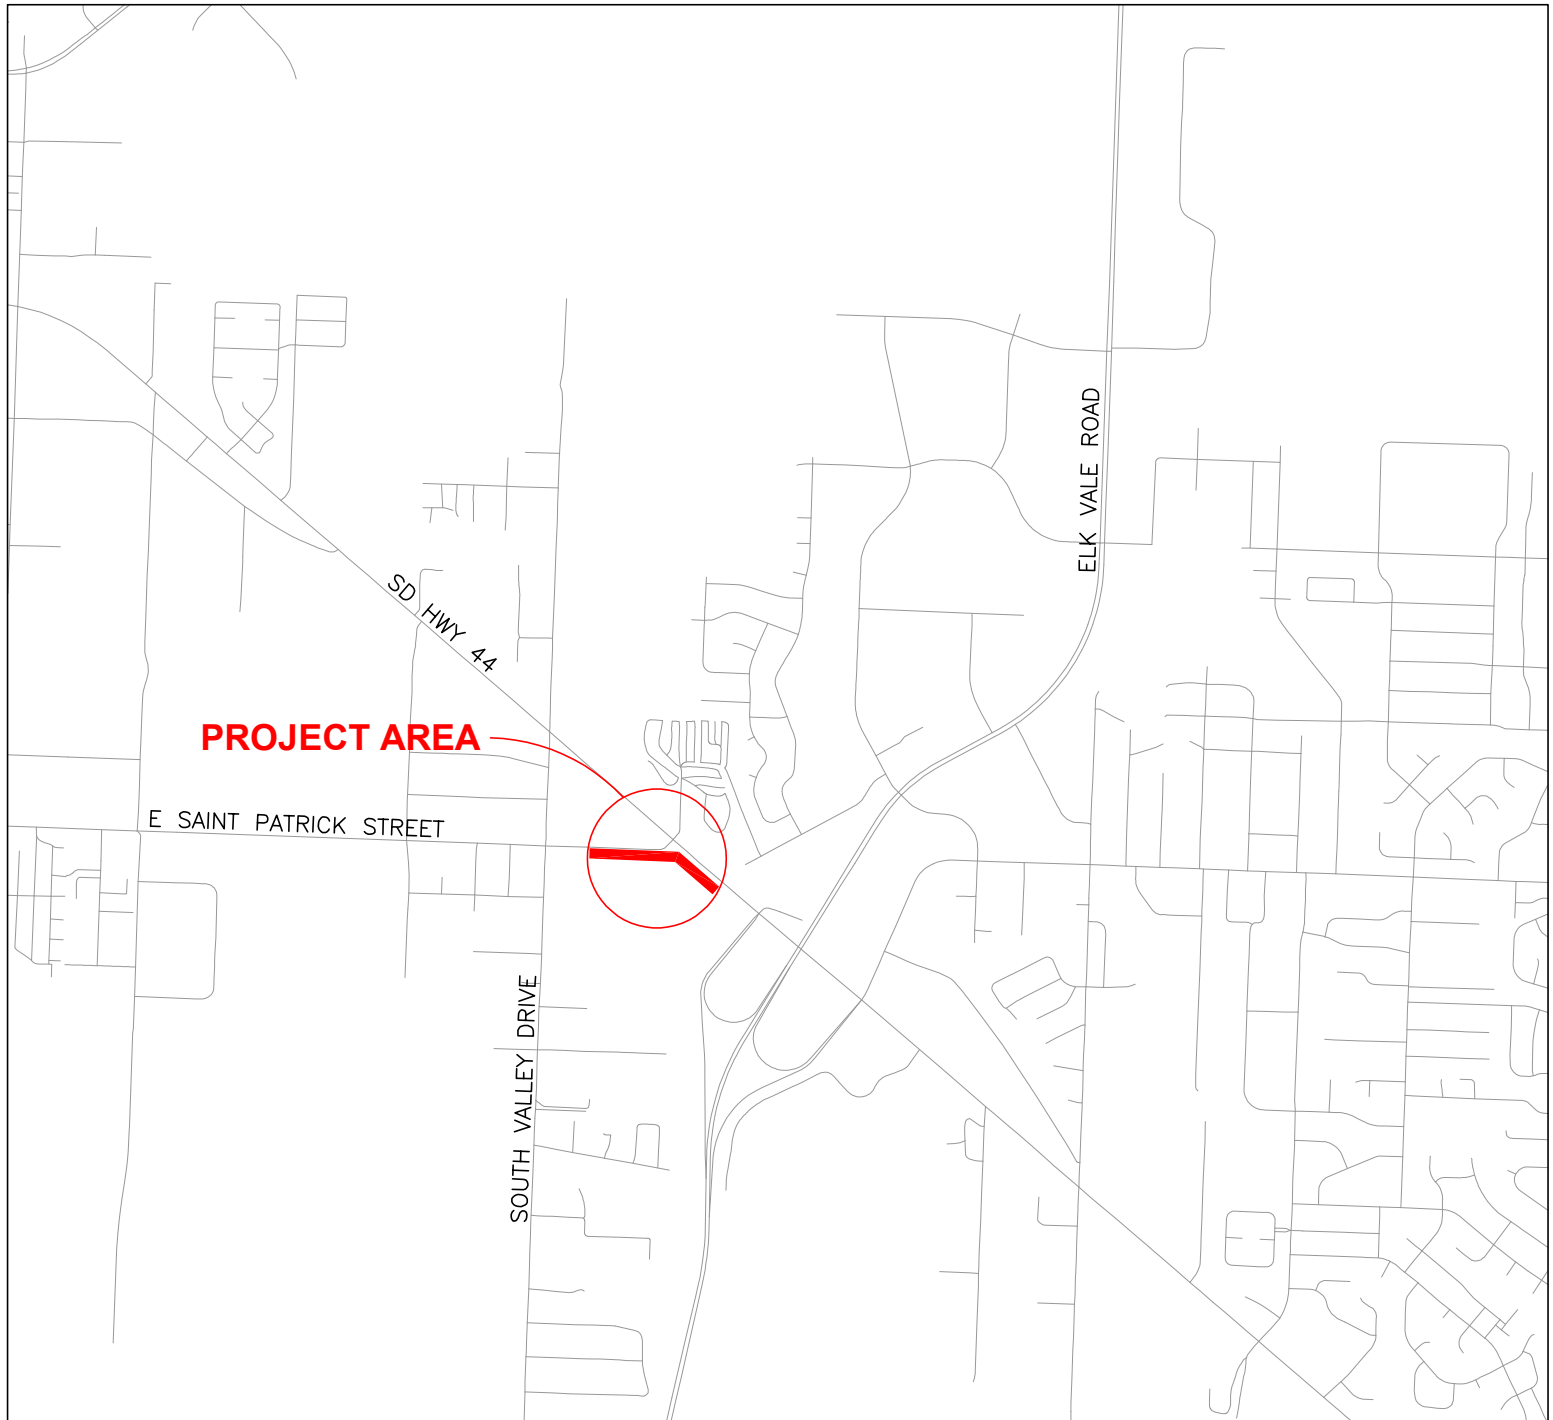 ELK VALE ROAD
SD HWY 44
PROJECT AREA
E SAINT PATRICK STREET
SOUTH VALLEY DRIVE